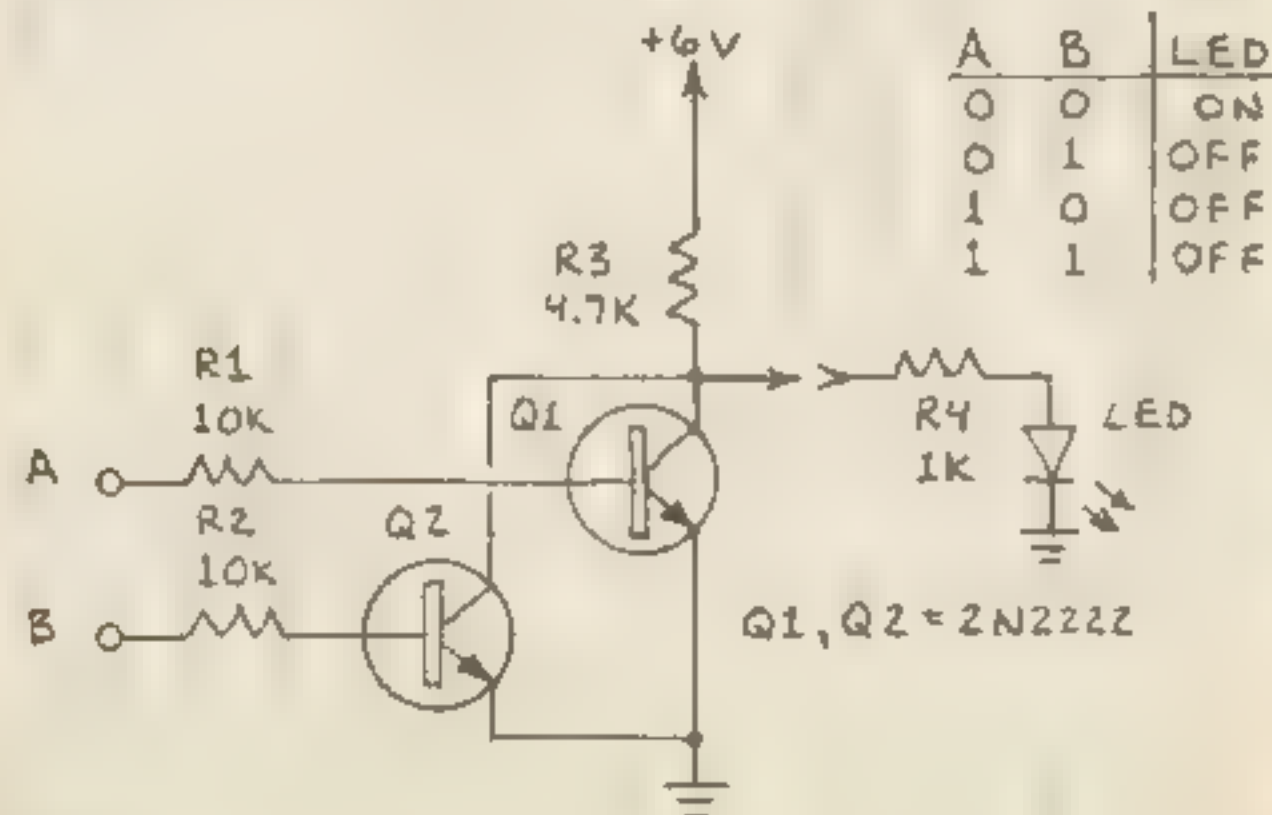 +6V
A B LED
0 0 ON
0 1 OFF
1 0 OFF
1 1 OFF
R3
4.7K
R1
10K
Q1
R4
1K
LED
A
R2
10K
Q2
B
Q1, Q2 = 2N2222